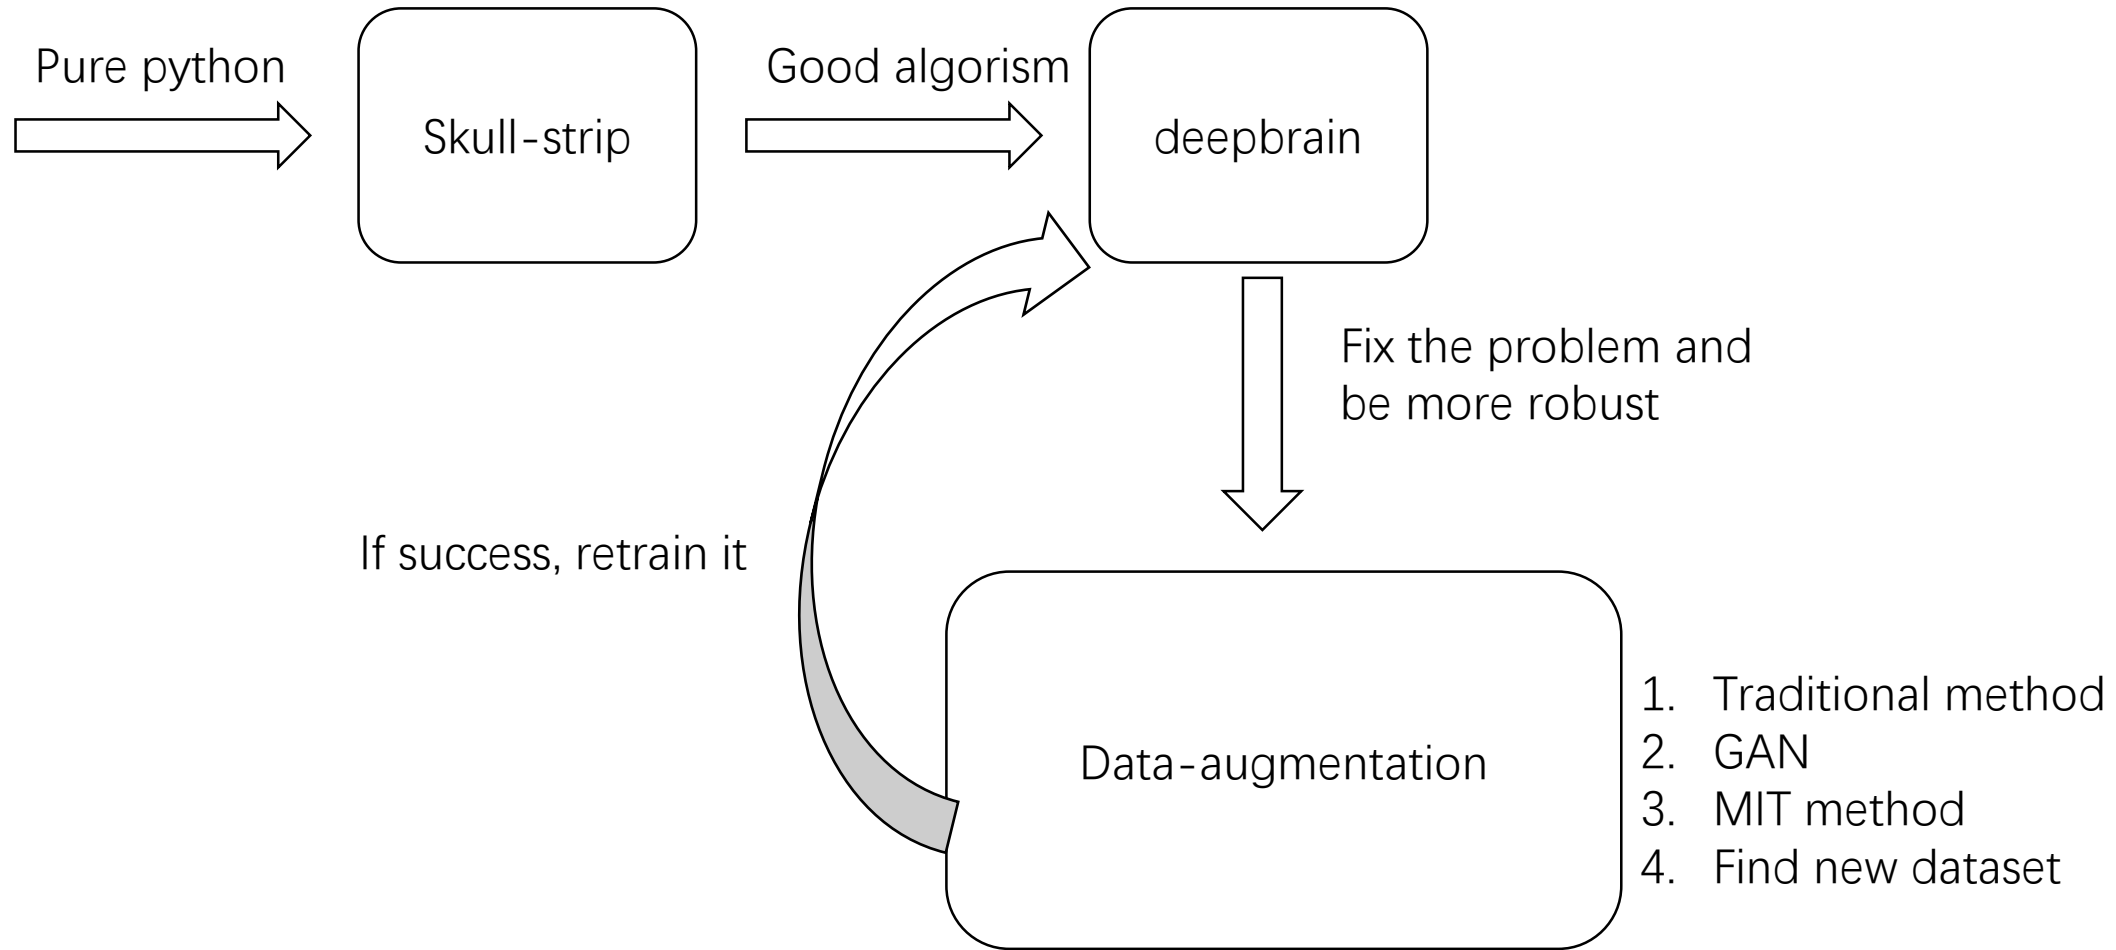 Pure python
Skull-strip
Good algorism
deepbrain
Fix the problem and
be more robust
If success, retrain it
Data-augmentation
1. Traditional method
2. GAN
3. MIT method
4. Find new dataset